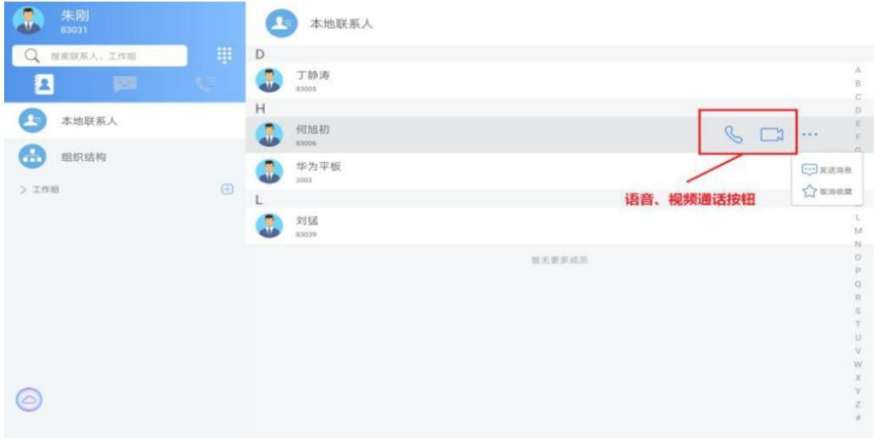 朱刚
83031
搜索联系人、工作组
本地联系人
组织结构
工作组
本地联系人
D
丁静涛
83005
H
何旭初
83006
华为平板
2002
L
刘猛
83039
暂无更多成员
发送消息
取消收藏
语音、视频通话按钮
A
B
C
D
E
F
G
L
M
N
O
P
Q
R
S
T
U
V
W
X
Y
Z
#